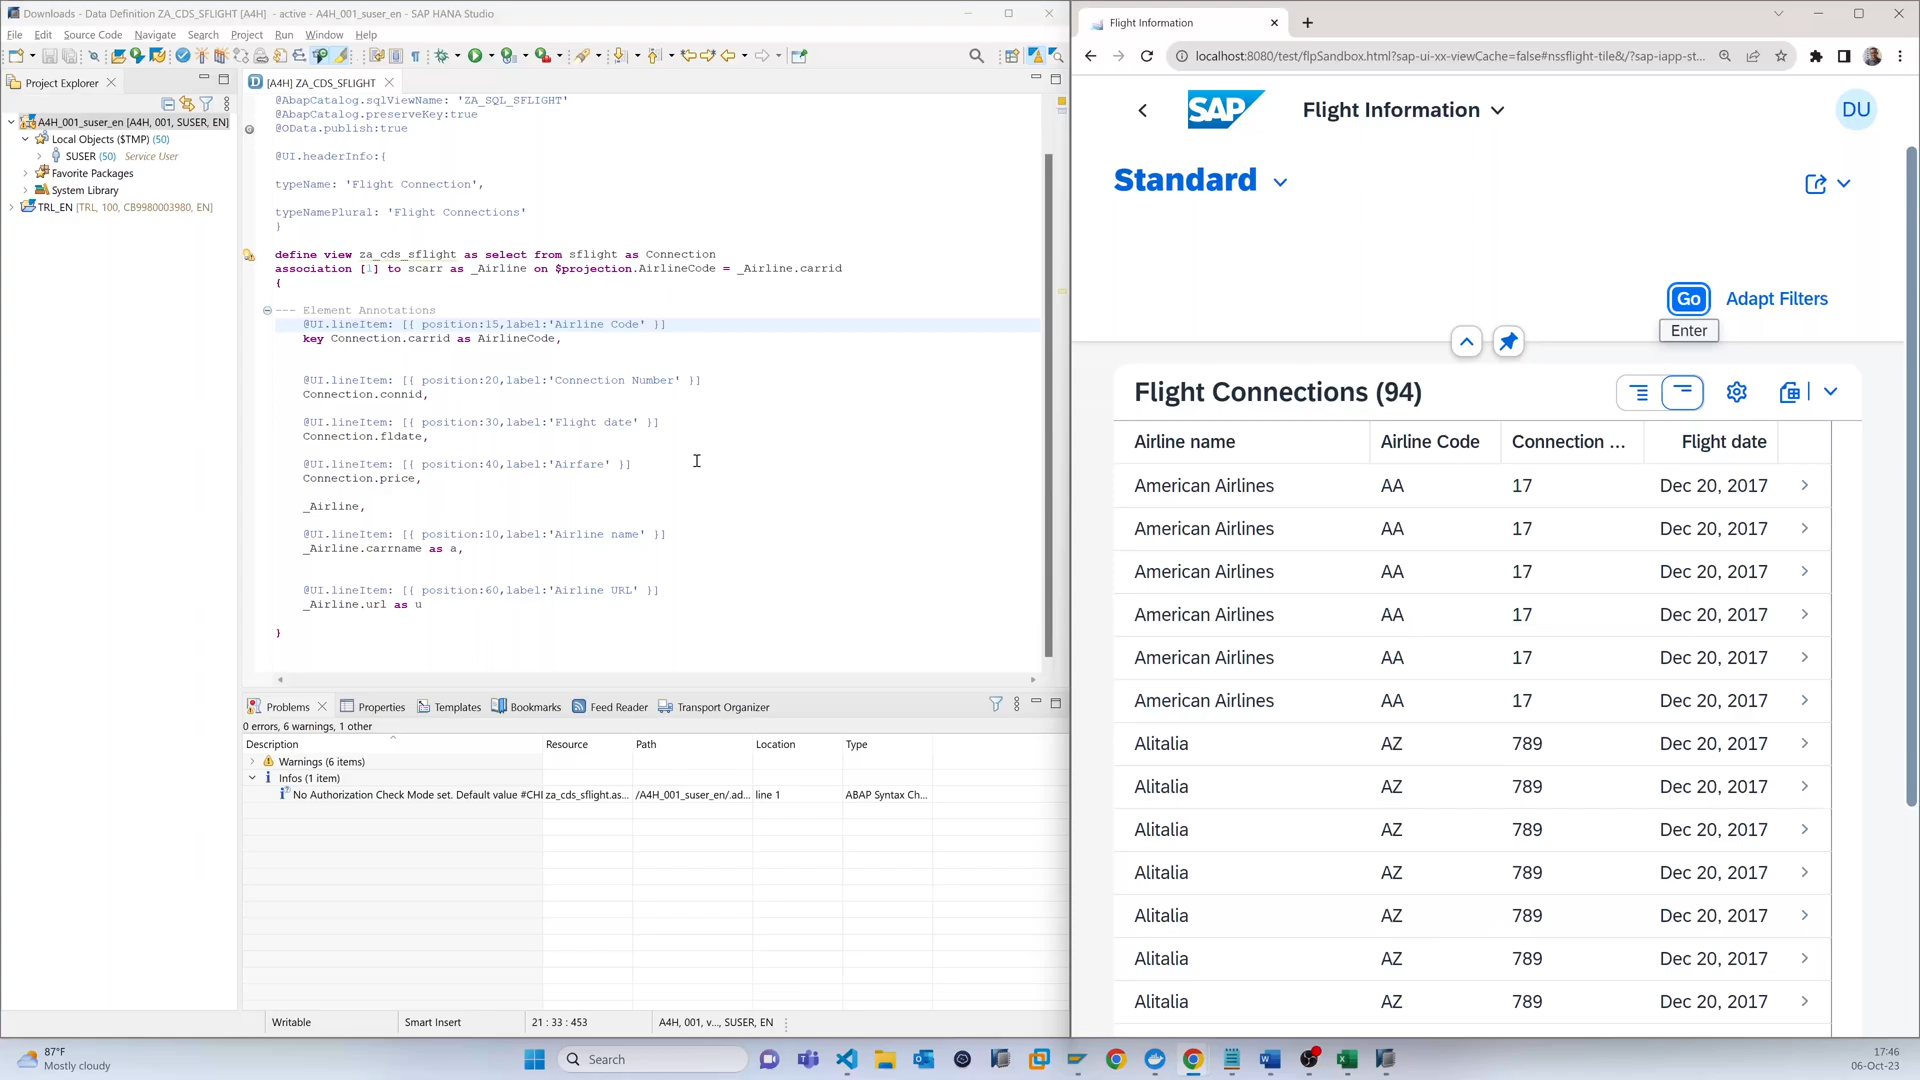 Downloads - Data Definition ZA_CDS_SFLIGHT [A4H] - active - A4H_001_suser_en - SAP HANA Studio
File Edit Source Code Navigate Search Project Run Window Help
Project Explorer
A4H_001_suser_en [A4H, 001, SUSER, EN]
Local Objects ($TMP) (50)
SUSER (50) Service User
Favorite Packages
System Library
TRL_EN [TRL, 100, CB9980003980, EN]
[A4H] ZA_CDS_SFLIGHT
@AbapCatalog.sqlViewName: 'ZA_SQL_SFLIGHT'
@AbapCatalog.preserveKey:true
@OData.publish:true
@UI.headerInfo:{
typeName: 'Flight Connection',
typeNamePlural: 'Flight Connections'
}
define view za_cds_sflight as select from sflight as Connection
association [1] to scarr as _Airline on $projection.AirlineCode = _Airline.carrid
{
--- Element Annotations
@UI.lineItem: [{ position:15,label:'Airline Code' }]
key Connection.carrid as AirlineCode,
@UI.lineItem: [{ position:20,label:'Connection Number' }]
Connection.connid,
@UI.lineItem: [{ position:30,label:'Flight date' }]
Connection.fldate,
@UI.lineItem: [{ position:40,label:'Airfare' }]
Connection.price,
_Airline,
@UI.lineItem: [{ position:10,label:'Airline name' }]
_Airline.carrname as a,
@UI.lineItem: [{ position:60,label:'Airline URL' }]
_Airline.url as u
}
Problems Properties Templates Bookmarks Feed Reader Transport Organizer
0 errors, 6 warnings, 1 other
Description Resource Path Location Type
Warnings (6 items)
Infos (1 item)
No Authorization Check Mode set. Default value #CHI za_cds_sflight.as... /A4H_001_suser_en/.ad... line 1 ABAP Syntax Ch...
Writable Smart Insert 21 : 33 : 453 A4H, 001, v..., SUSER, EN
Flight Information
localhost:8080/test/flpSandbox.html?sap-ui-xx-viewCache=false#nssflight-tile&/?sap-iapp-st...
SAP Flight Information DU
Standard
Go Adapt Filters
Enter
Flight Connections (94)
Airline name Airline Code Connection ... Flight date
American Airlines AA 17 Dec 20, 2017
American Airlines AA 17 Dec 20, 2017
American Airlines AA 17 Dec 20, 2017
American Airlines AA 17 Dec 20, 2017
American Airlines AA 17 Dec 20, 2017
American Airlines AA 17 Dec 20, 2017
Alitalia AZ 789 Dec 20, 2017
Alitalia AZ 789 Dec 20, 2017
Alitalia AZ 789 Dec 20, 2017
Alitalia AZ 789 Dec 20, 2017
Alitalia AZ 789 Dec 20, 2017
Alitalia AZ 789 Dec 20, 2017
Alitalia AZ 789 Dec 20, 2017
87°F
Mostly cloudy
Search
17:46
06-Oct-23